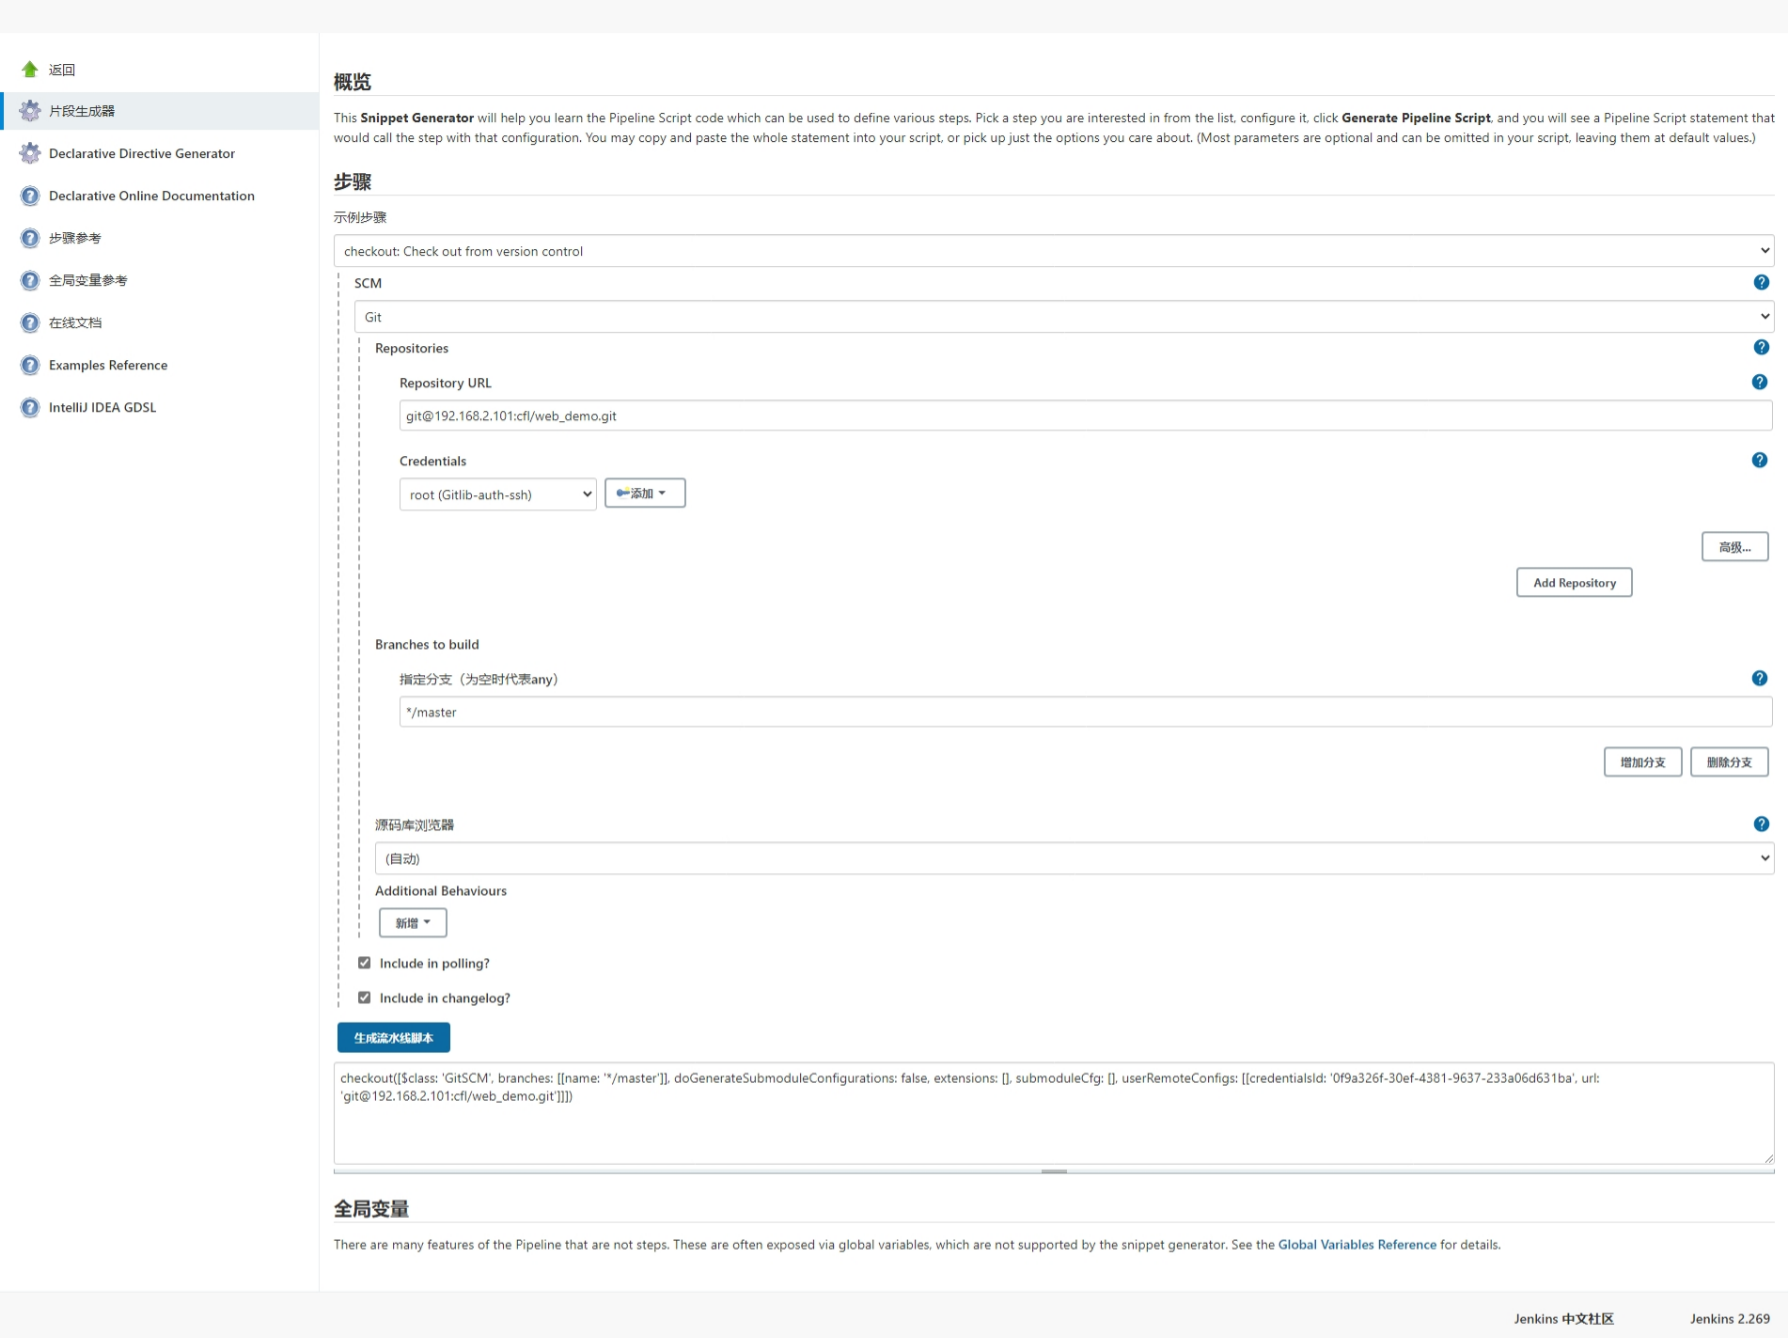 返回
片段生成器
Declarative Directive Generator
Declarative Online Documentation
步骤参考
全局变量参考
在线文档
Examples Reference
IntelliJ IDEA GDSL
概览
This Snippet Generator will help you learn the Pipeline Script code which can be used to define various steps. Pick a step you are interested in from the list, configure it, click Generate Pipeline Script, and you will see a Pipeline Script statement that
would call the step with that configuration. You may copy and paste the whole statement into your script, or pick up just the options you care about. (Most parameters are optional and can be omitted in your script, leaving them at default values.)
步骤
示例步骤
checkout: Check out from version control
SCM
Git
Repositories
Repository URL
git@192.168.2.101:cfl/web_demo.git
Credentials
root (Gitlib-auth-ssh)
添加
高级...
Add Repository
Branches to build
指定分支（为空时代表any）
*/master
增加分支
删除分支
源码库浏览器
(自动)
Additional Behaviours
新增
Include in polling?
Include in changelog?
生成流水线脚本
checkout([$class: 'GitSCM', branches: [[name: '*/master']], doGenerateSubmoduleConfigurations: false, extensions: [], submoduleCfg: [], userRemoteConfigs: [[credentialsId: '0f9a326f-30ef-4381-9637-233a06d631ba', url:
'git@192.168.2.101:cfl/web_demo.git']]])
全局变量
There are many features of the Pipeline that are not steps. These are often exposed via global variables, which are not supported by the snippet generator. See the Global Variables Reference for details.
Jenkins 中文社区
Jenkins 2.269